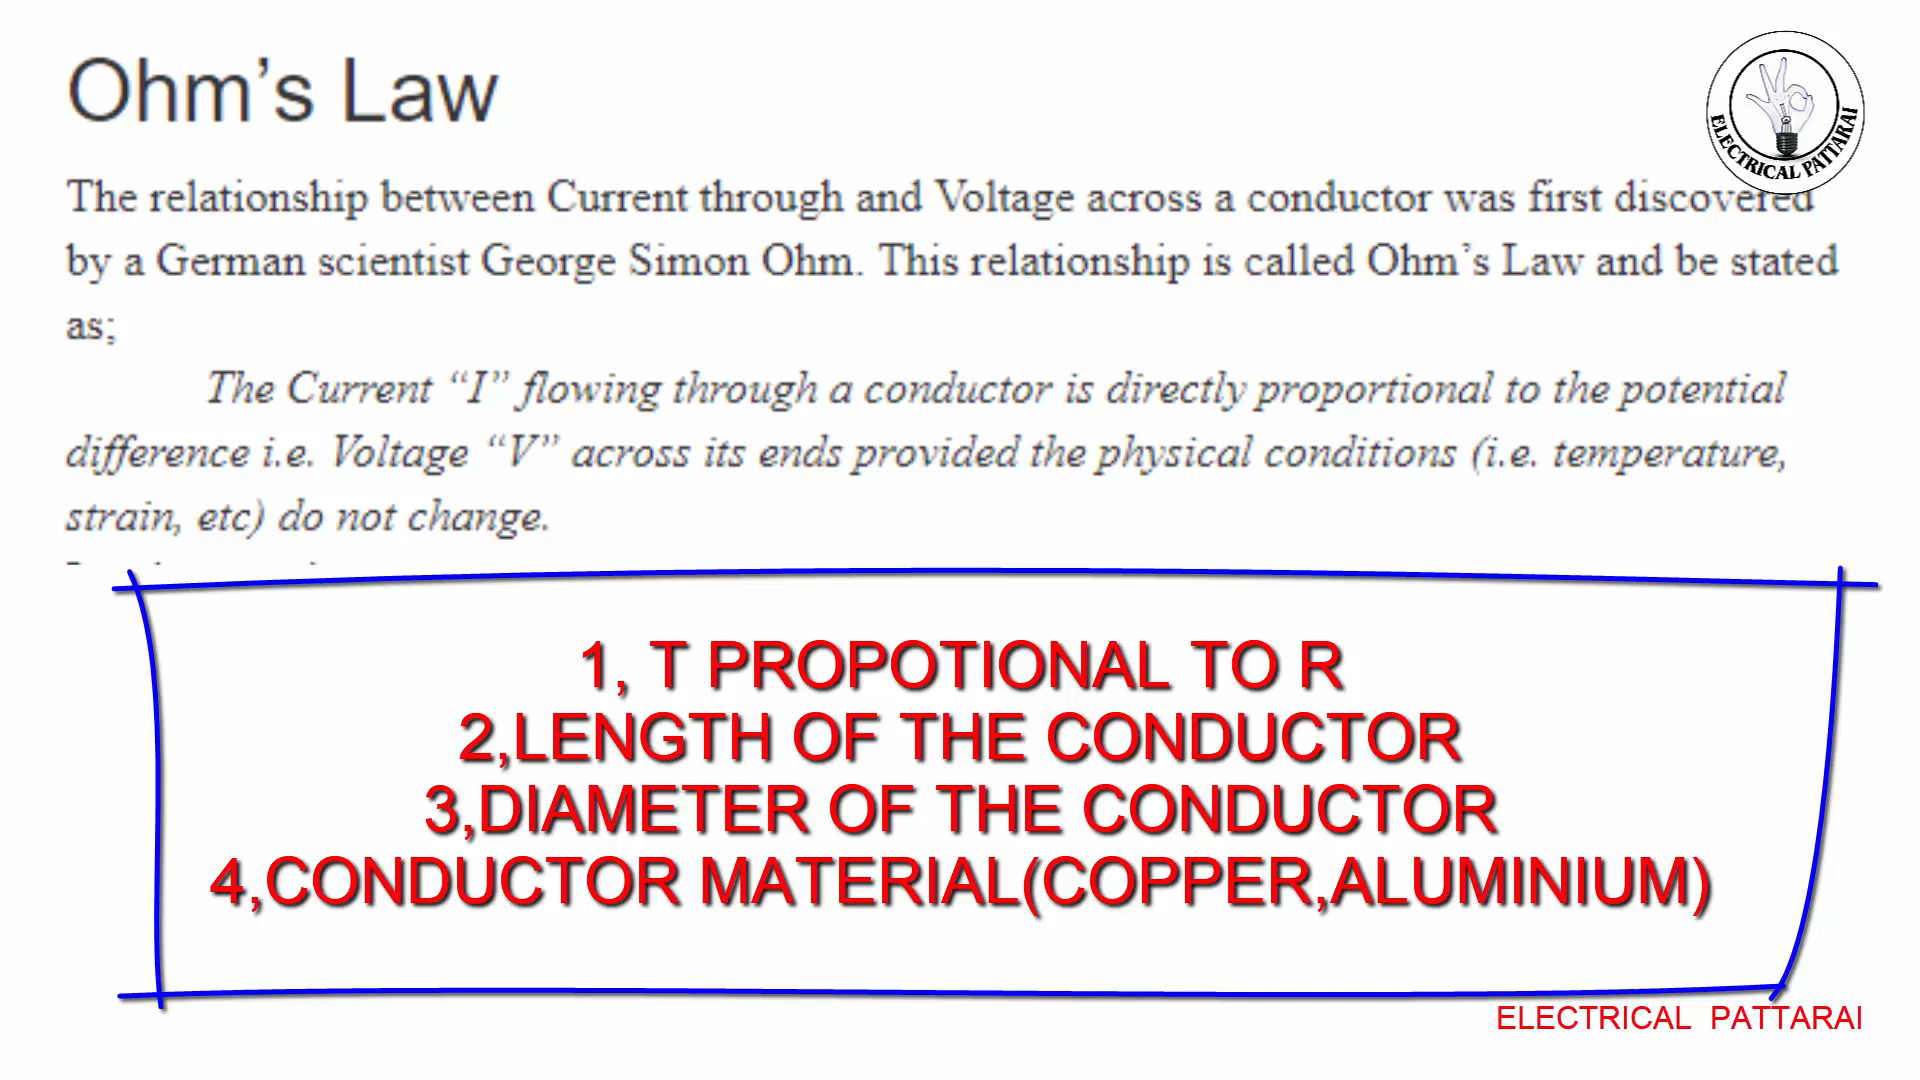 Ohm’s Law
ELECTRICAL PATTARAI
The relationship between Current through and Voltage across a conductor was first discovered
by a German scientist George Simon Ohm. This relationship is called Ohm’s Law and be stated
as;
The Current “I” flowing through a conductor is directly proportional to the potential
difference i.e. Voltage “V” across its ends provided the physical conditions (i.e. temperature,
strain, etc) do not change.
1, T PROPOTIONAL TO R
2,LENGTH OF THE CONDUCTOR
3,DIAMETER OF THE CONDUCTOR
4,CONDUCTOR MATERIAL(COPPER,ALUMINIUM)
ELECTRICAL PATTARAI